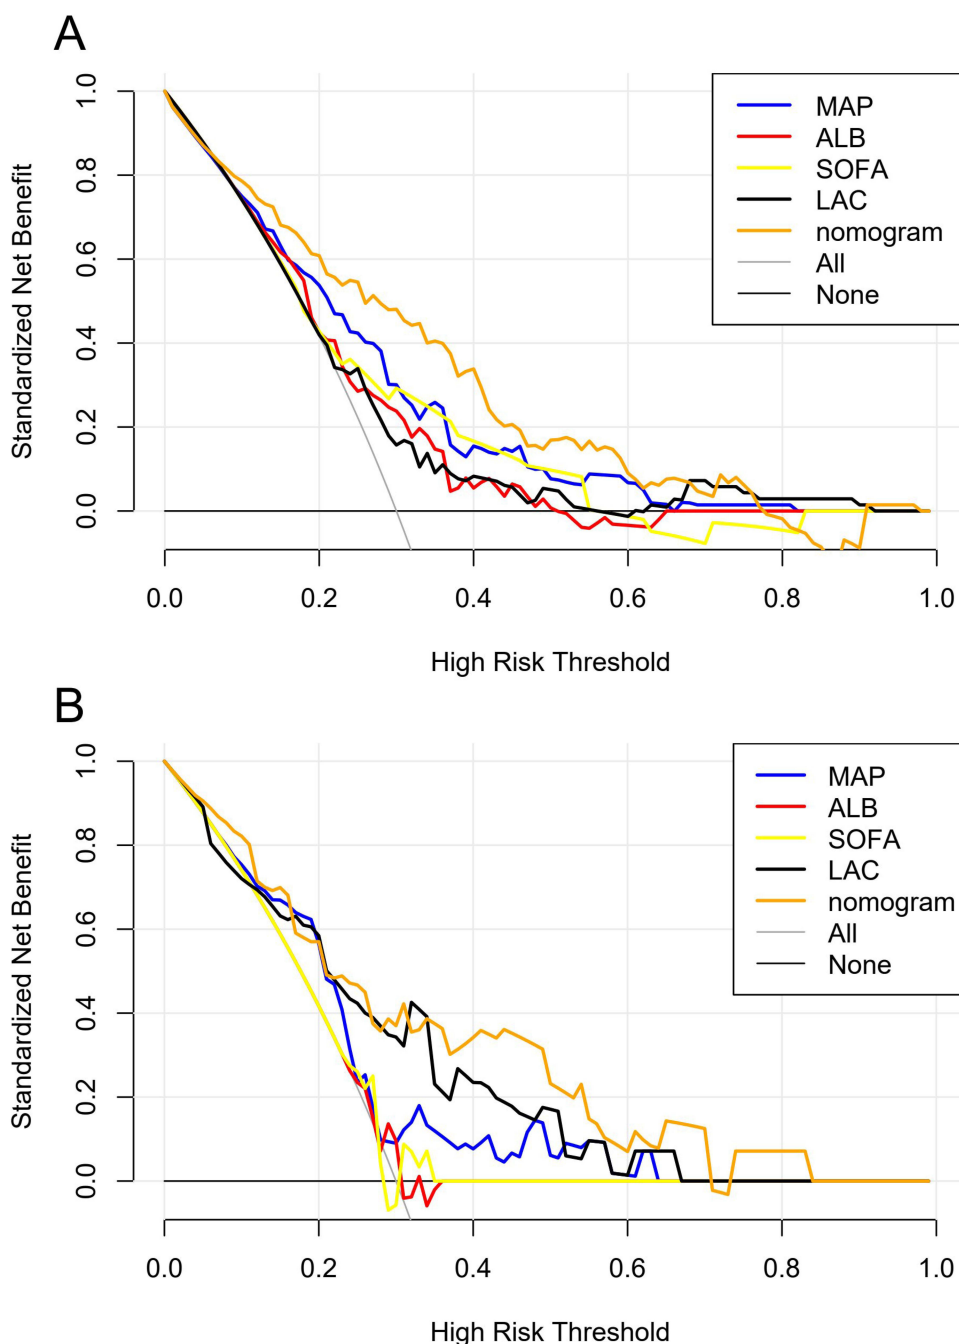 A
Standardized Net Benefit
1.0
0.8
0.6
0.4
0.2
0.0
MAP
ALB
SOFA
LAC
nomogram
All
None
0.0 0.2 0.4 0.6 0.8 1.0
High Risk Threshold
B
Standardized Net Benefit
1.0
0.8
0.6
0.4
0.2
0.0
MAP
ALB
SOFA
LAC
nomogram
All
None
0.0 0.2 0.4 0.6 0.8 1.0
High Risk Threshold